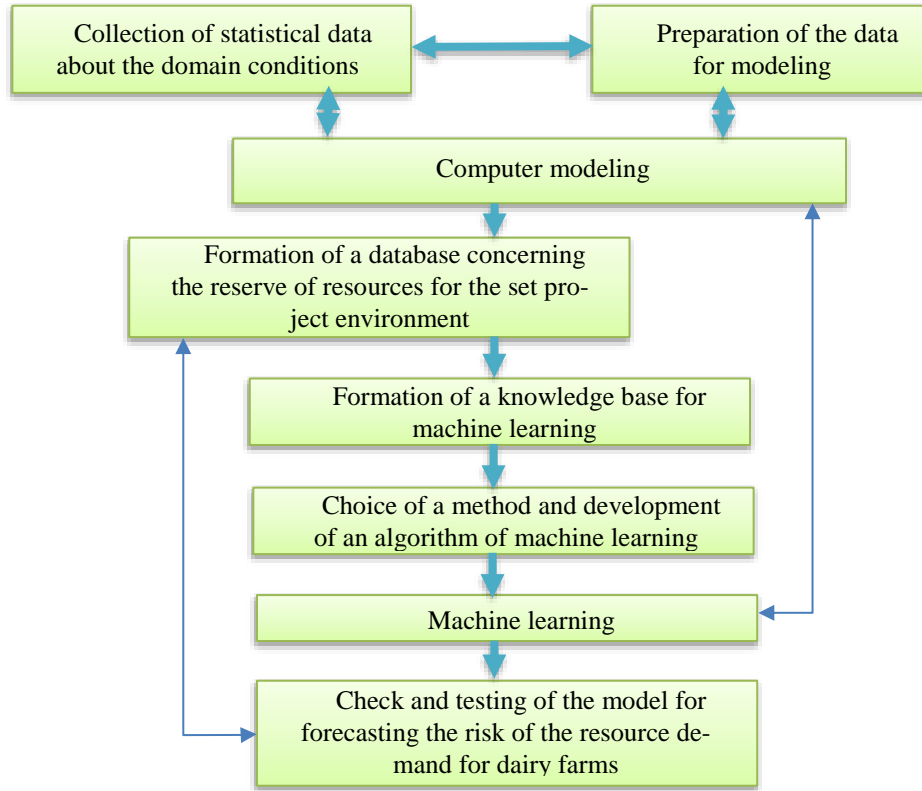 Collection of statistical data
about the domain conditions
Preparation of the data
for modeling
Computer modeling
Formation of a database concerning
the reserve of resources for the set pro-
ject environment
Formation of a knowledge base for
machine learning
Choice of a method and development
of an algorithm of machine learning
Machine learning
Check and testing of the model for
forecasting the risk of the resource de-
mand for dairy farms